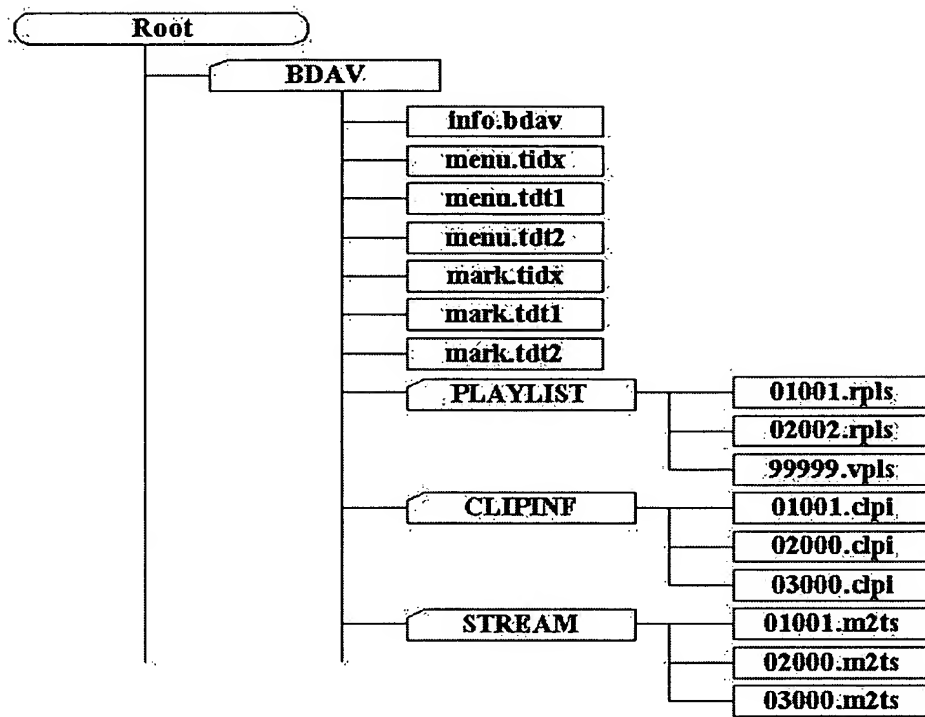 Root
BDAV
info.bdav
menu.tidx
menu.tdt1
menu.tdt2
mark.tidx
mark.tdt1
mark.tdt2
PLAYLIST
01001.rpls
02002.rpls
99999.vpls
CLIPINF
01001.clpi
02000.clpi
03000.clpi
STREAM
01001.m2ts
02000.m2ts
03000.m2ts